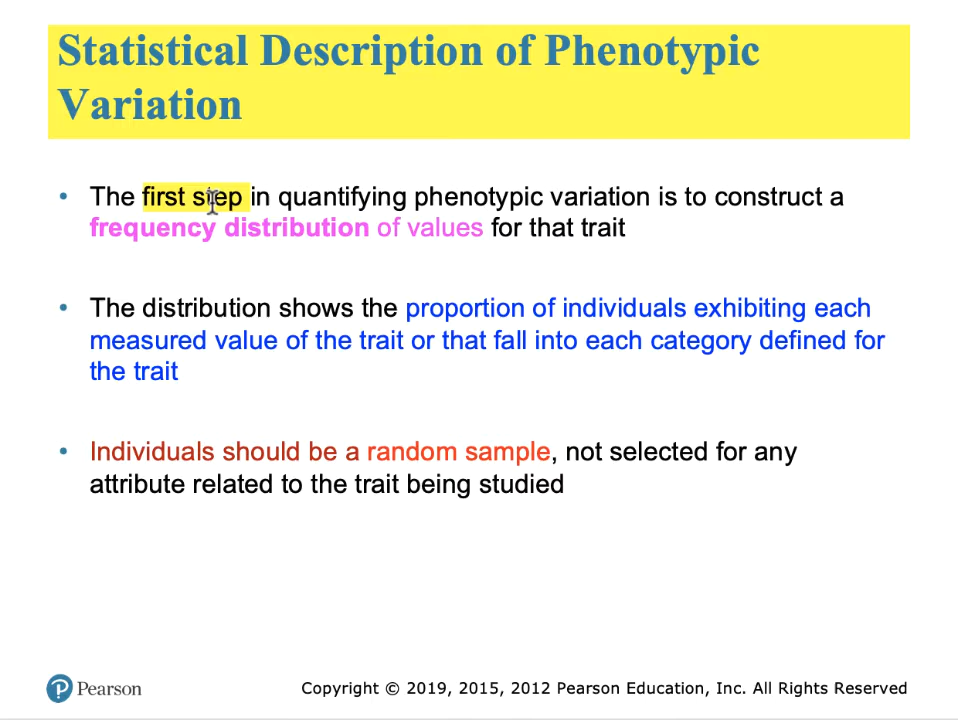 Statistical Description of Phenotypic
Variation
• The first step in quantifying phenotypic variation is to construct a
frequency distribution of values for that trait
• The distribution shows the proportion of individuals exhibiting each
measured value of the trait or that fall into each category defined for
the trait
• Individuals should be a random sample, not selected for any
attribute related to the trait being studied
Pearson
Copyright © 2019, 2015, 2012 Pearson Education, Inc. All Rights Reserved